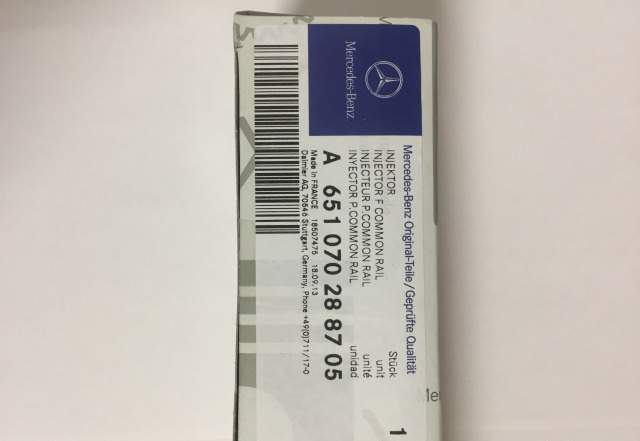 Mercedes-Benz
Mercedes-Benz Original-Teile/Geprüfte Qualität
INJEKTOR
INJECTOR F.COMMON RAIL
INJECTEUR P.COMMON RAIL
INYECTOR P.COMMON RAIL
Stück
unit
unité
unidad
1
A 651 070 28 87 05
Made in FRANCE 18507475 18.09.13
Daimler AG, 70546 Stuttgart, Germany, Phone +49(0)711/17-0